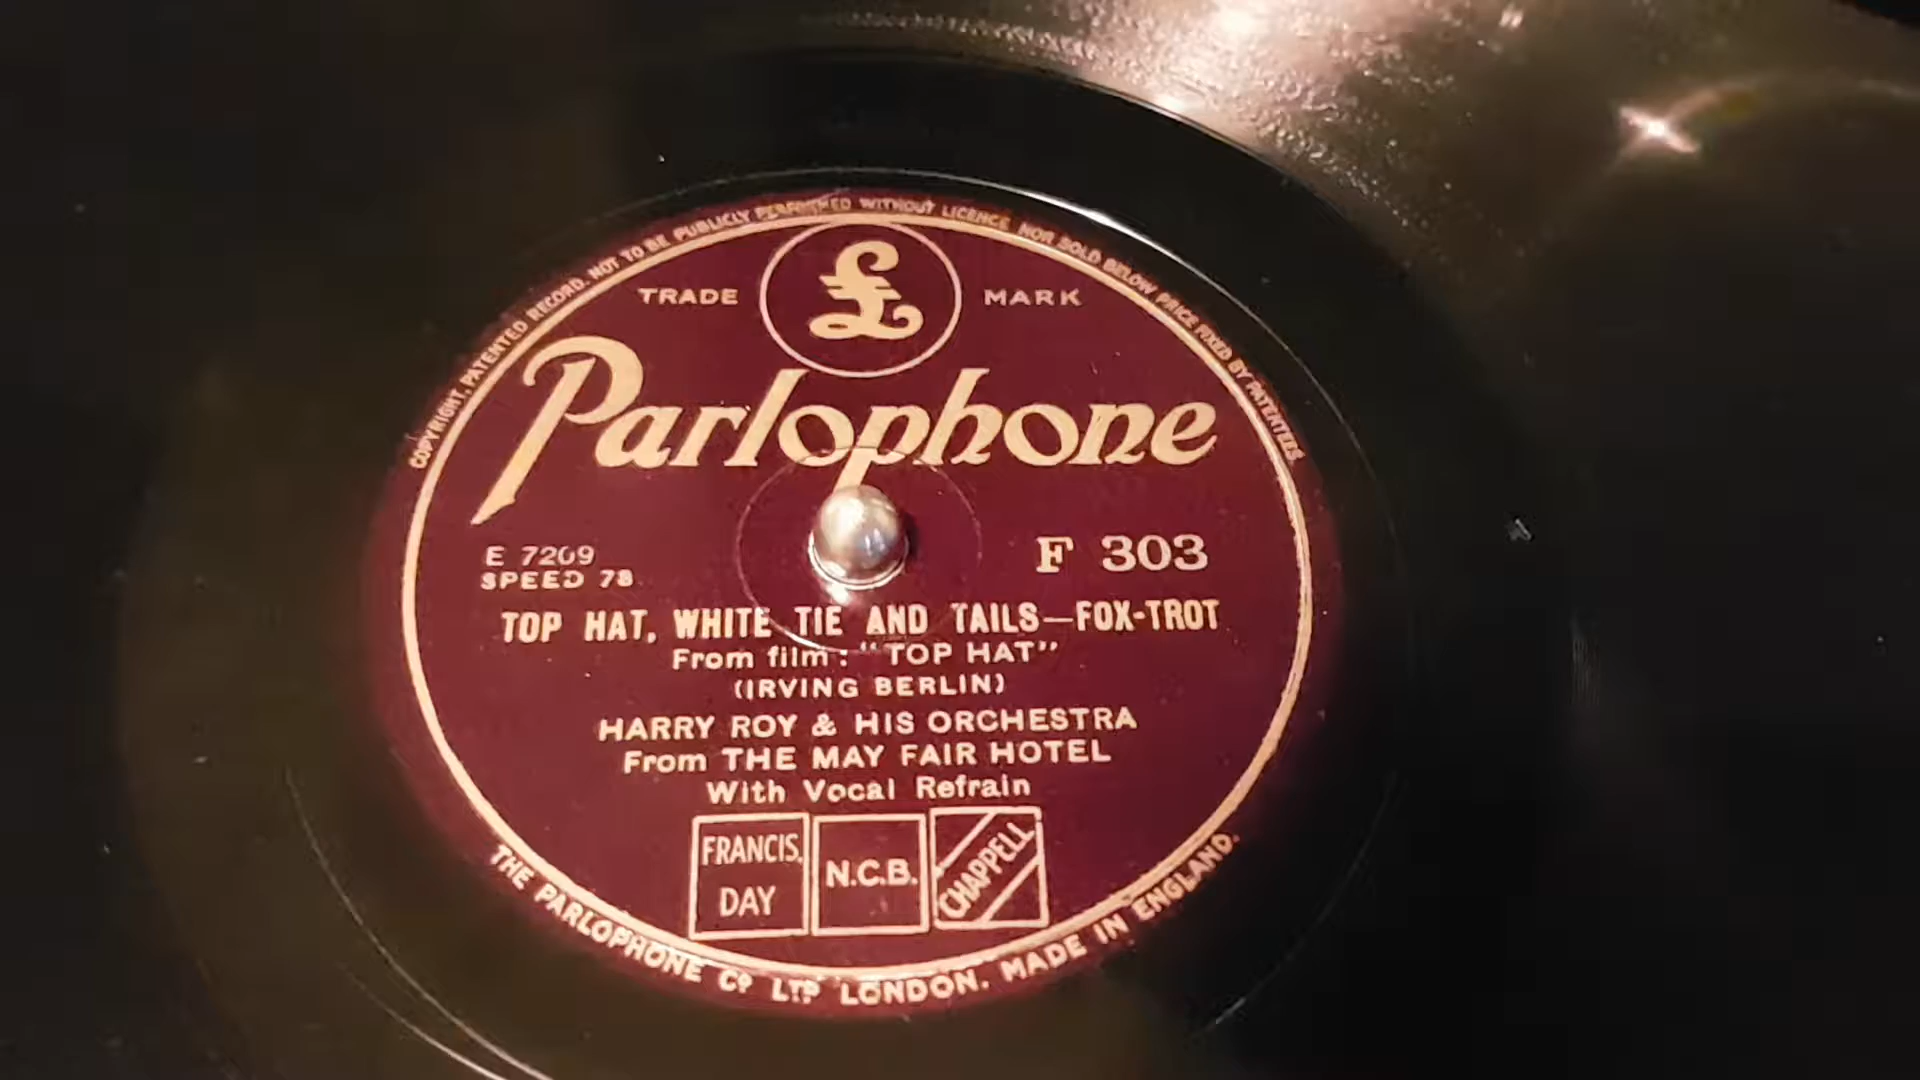 COPYRIGHT, PATENTED RECORD. NOT TO BE PUBLICLY PERFORMED WITHOUT LICENCE NOR SOLD BELOW PRICE FIXED BY PATENTEES
TRADE £ MARK
Parlophone
E 7209
SPEED 78
F 303
TOP HAT, WHITE TIE AND TAILS—FOX-TROT
From film : "TOP HAT"
(IRVING BERLIN)
HARRY ROY & HIS ORCHESTRA
From THE MAY FAIR HOTEL
With Vocal Refrain
FRANCIS, DAY
N.C.B.
CHAPPELL
THE PARLOPHONE CO LTD LONDON. MADE IN ENGLAND.